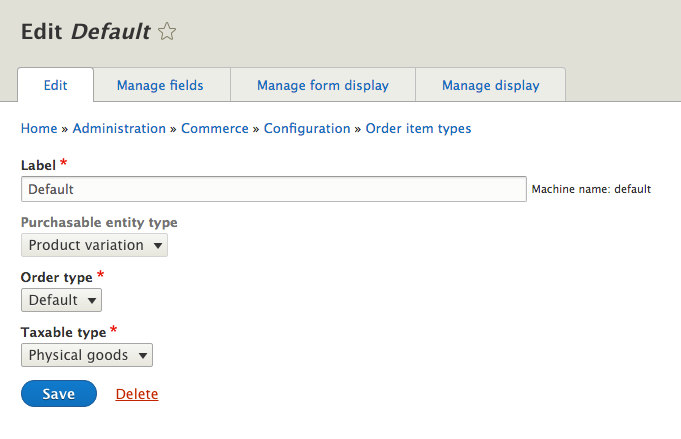 Edit Default
Edit Manage fields Manage form display Manage display
Home » Administration » Commerce » Configuration » Order item types
Label *
Default Machine name: default
Purchasable entity type
Product variation
Order type *
Default
Taxable type *
Physical goods
Save Delete